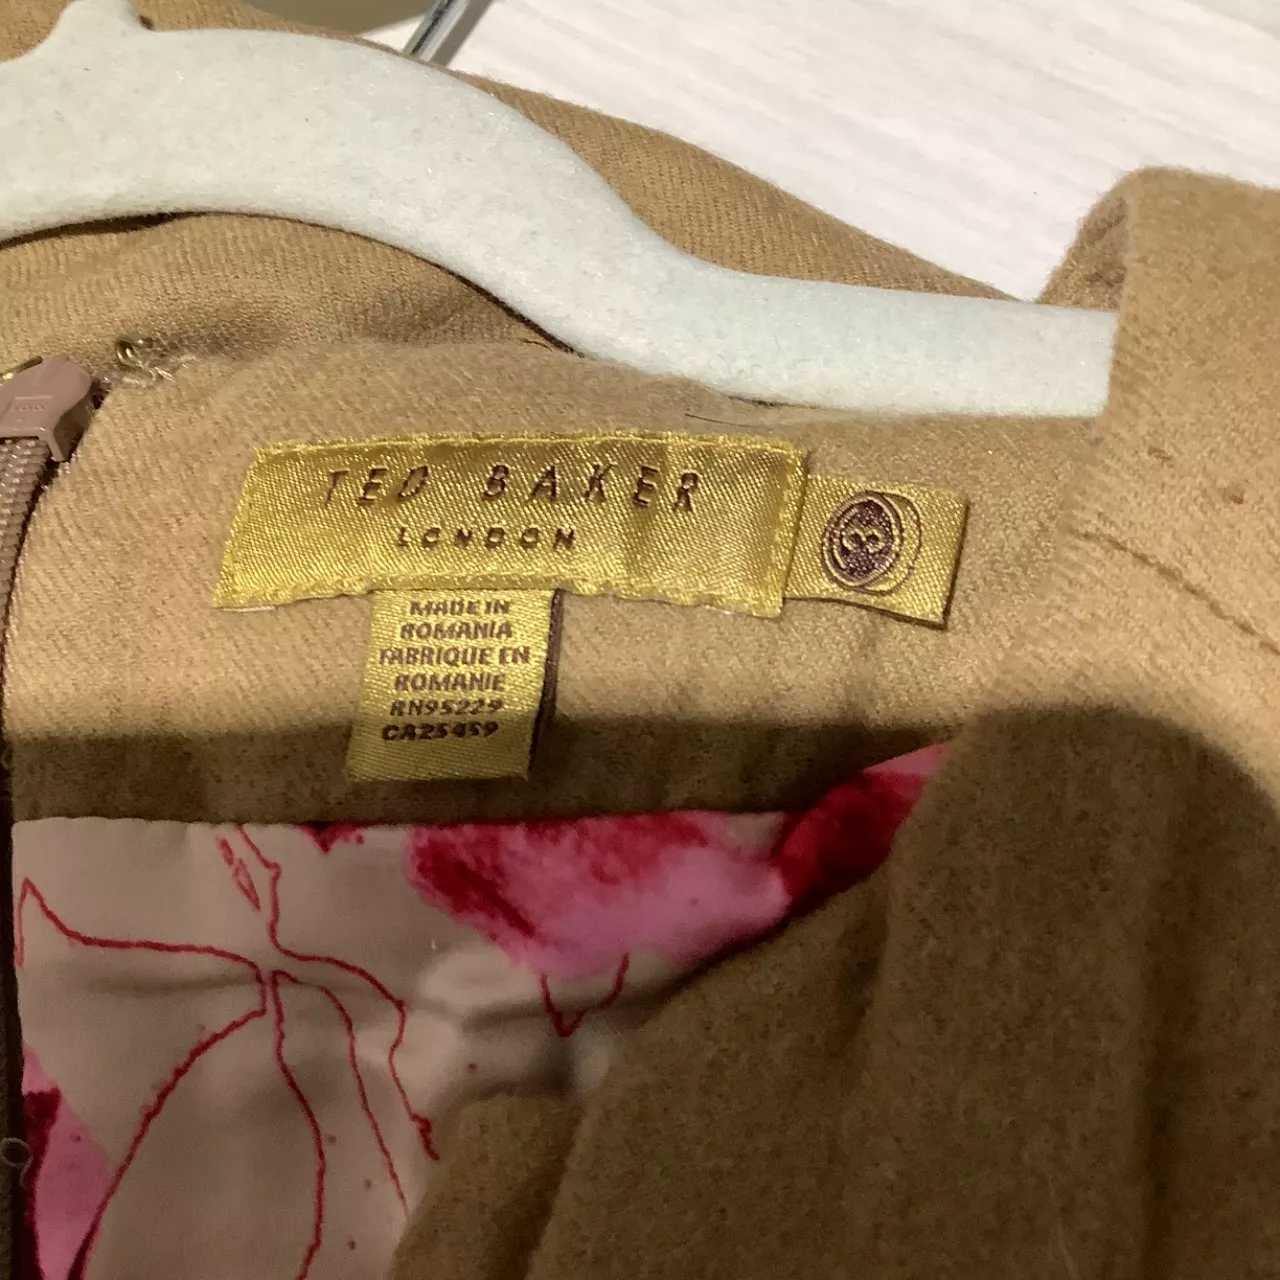 TED BAKER
LONDON
3
MADE IN
ROMANIA
FABRIQUE EN
ROMANIE
RN95229
CA25459